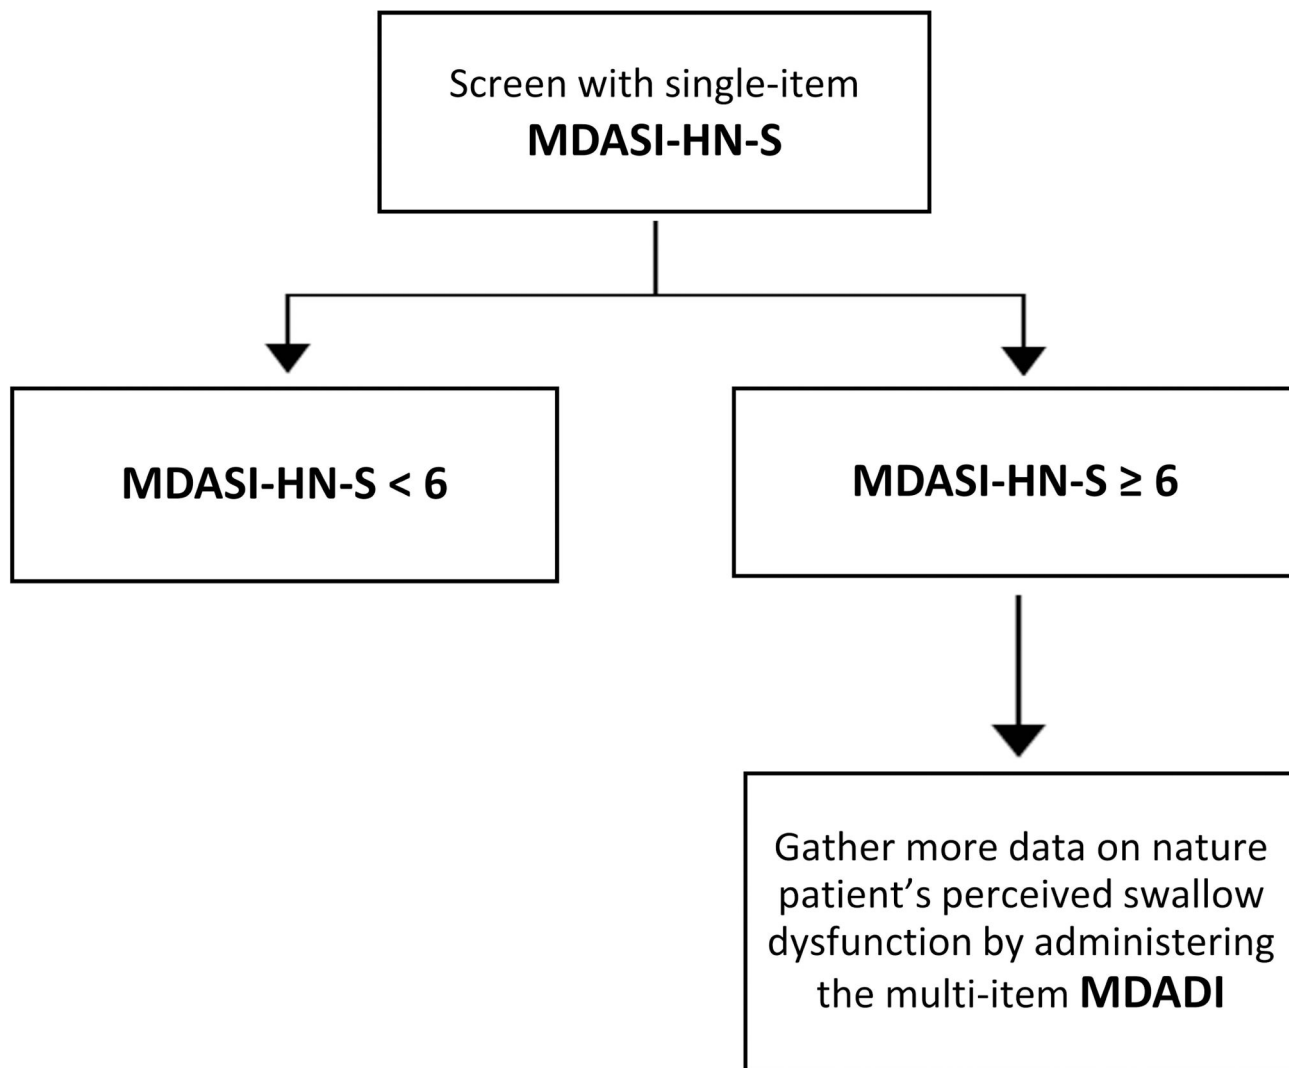 Screen with single-item
MDASI-HN-S
MDASI-HN-S < 6
MDASI-HN-S ≥ 6
Gather more data on nature
patient’s perceived swallow
dysfunction by administering
the multi-item MDADI